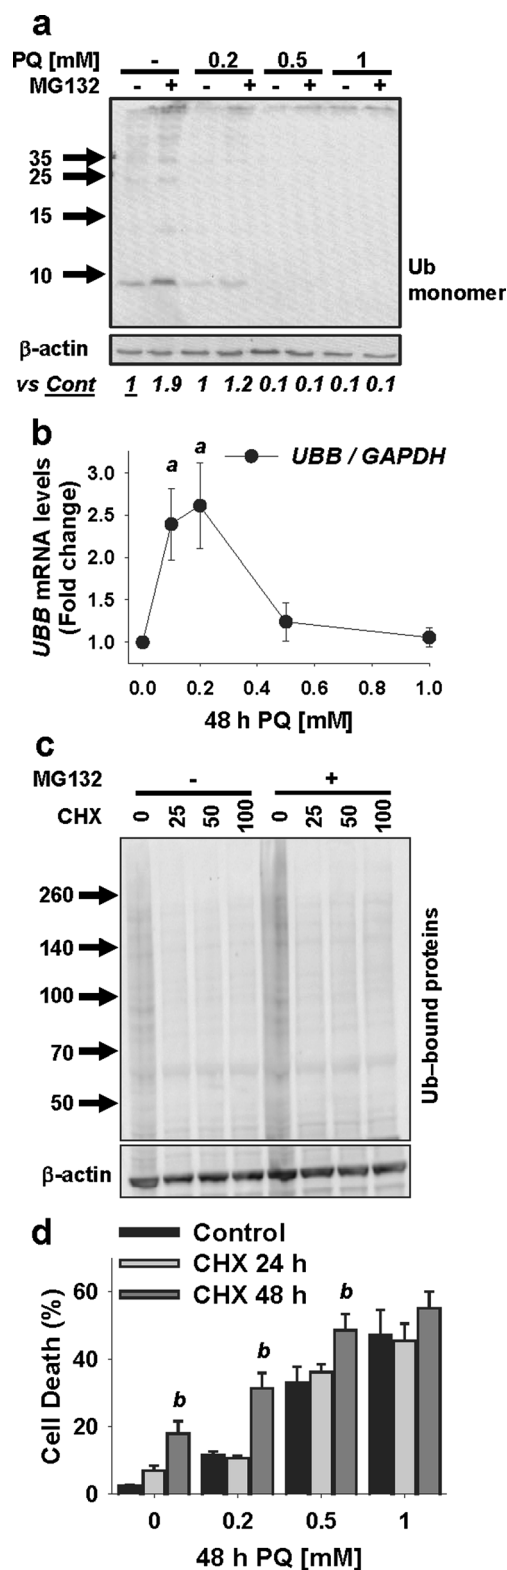 a
PQ [mM] - 0.2 0.5 1
MG132 - + - + - + - +
35
25
15
10
Ub monomer
β-actin
vs Cont 1 1.9 1 1.2 0.1 0.1 0.1 0.1
b
a a
UBB / GAPDH
UBB mRNA levels
(Fold change)
3.0
2.5
2.0
1.5
1.0
0.0 0.2 0.4 0.6 0.8 1.0
48 h PQ [mM]
c
MG132 - +
CHX 0 25 50 100 0 25 50 100
260
140
100
70
50
Ub–bound proteins
β-actin
d
Control
CHX 24 h
CHX 48 h
Cell Death (%)
60
40
20
0
b b b
0 0.2 0.5 1
48 h PQ [mM]